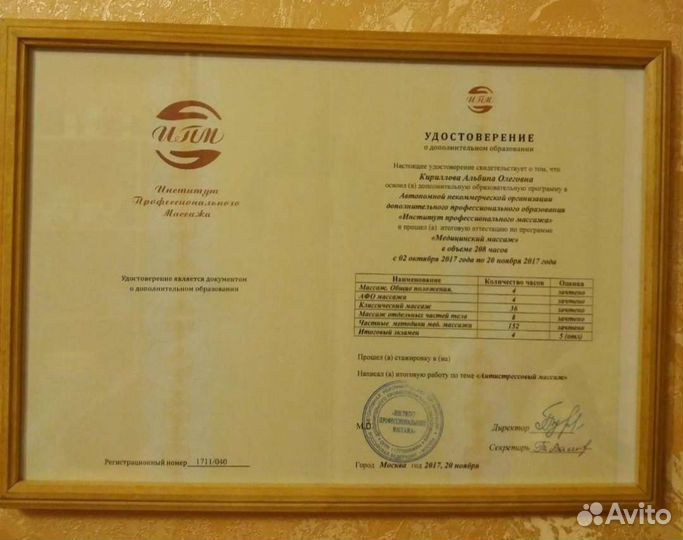 ИПМ
Институт
Профессионального
Массажа
Удостоверение является документом
о дополнительном образовании
Регистрационный номер 1711/040
ИПМ
УДОСТОВЕРЕНИЕ
о дополнительном образовании
Настоящее удостоверение свидетельствует о том, что
Кириллова Альбина Олеговна
освоил (а) дополнительную образовательную программу в
Автономной некоммерческой организации
дополнительного профессионального образования
«Институт профессионального массажа»
и прошел (а) итоговую аттестацию по программе
«Медицинский массаж»
в объеме 208 часов
с 02 октября 2017 года по 20 ноября 2017 года
Наименование Количество часов Оценка
Массаж. Общие положения. 4 зачтено
АФО массажа 4 зачтено
Классический массаж 36 зачтено
Массаж отдельных частей тела 8 зачтено
Частные методики мед. массажа 152 зачтено
Итоговый экзамен 4 5 (отл)
Прошел (а) стажировку в (на)
Написал (а) итоговую работу по теме «Антистрессовый массаж»
«ИНСТИТУТ
ПРОФЕССИОНАЛЬНОГО
МАССАЖА»
М.П.
Директор
Секретарь
Город Москва год 2017, 20 ноября
Avito